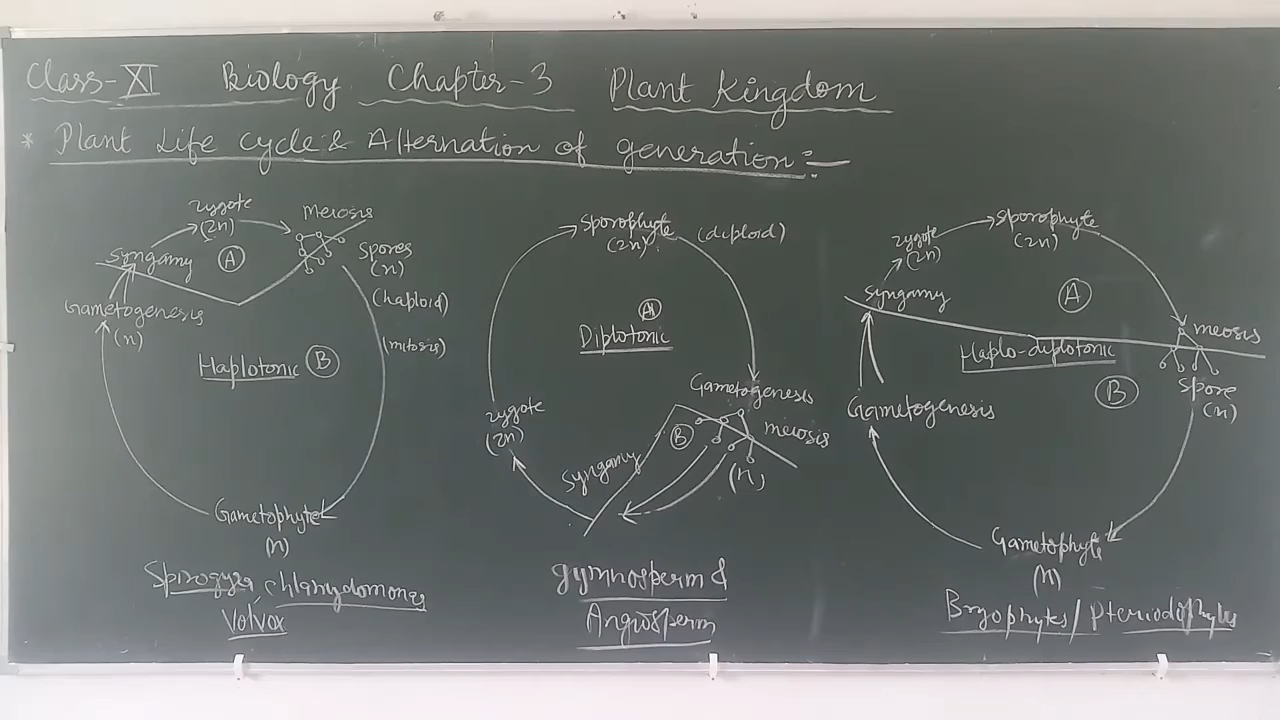 Class-XI Biology Chapter-3 Plant Kingdom
* Plant Life cycle & Alternation of generation:-
zygote
(2n)
meiosis
Syngamy
A
spores
(n)
(haploid)
(mitosis)
Gametogenesis
(n)
Haplotonic B
Gametophyte
(n)
Spirogyra, chlamydomonas
Volvox
Sporophyte
(2n)
(diploid)
A
Diplotonic
Gametogenesis
meiosis
(n)
B
zygote
(2n)
Syngamy
Gymnosperm &
Angiosperm
zygote
(2n)
Sporophyte
(2n)
Syngamy
A
meosis
Haplo-diplotonic
B
Spore
(n)
Gametogenesis
Gametophyte
(n)
Bryophytes/Pteriodophytes